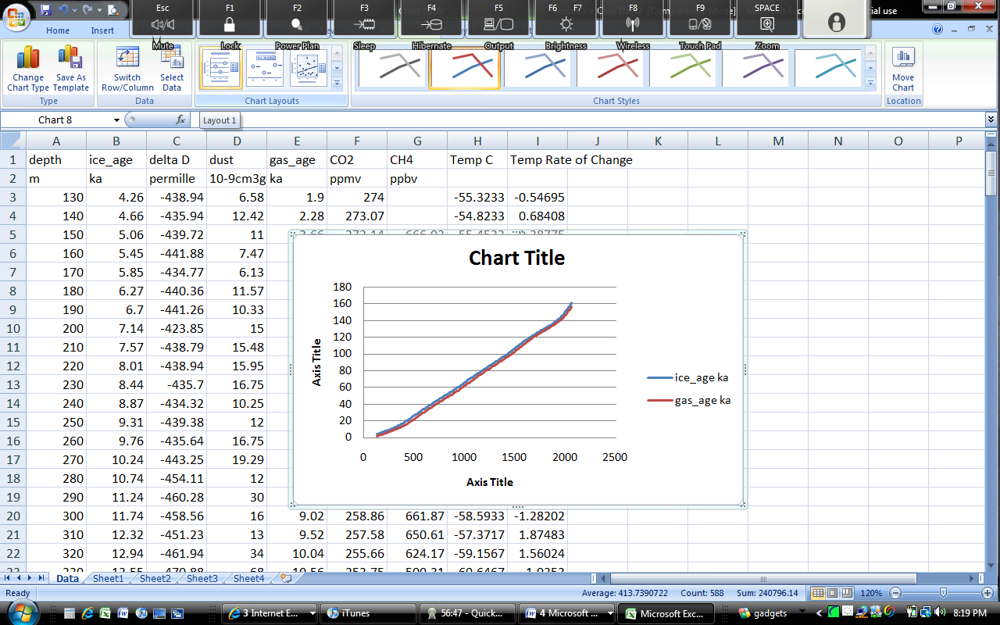 Esc F1 F2 F3 F4 F5 F6 F7 F8 F9 SPACE
Mute Lock Power Plan Sleep Hibernate Output Brightness Wireless Touch Pad Zoom
cial use
Home Insert
Change Chart Type Save As Template Switch Row/Column Select Data Move Chart
Type Data Chart Layouts Chart Styles Location
Chart 8 fx Layout 1
A B C D E F G H I J K L M N O P
1 depth ice_age delta D dust gas_age CO2 CH4 Temp C Temp Rate of Change
2 m ka permille 10-9cm3g ka ppmv ppbv
3 130 4.26 -438.94 6.58 1.9 274 -55.3233 -0.54695
4 140 4.66 -435.94 12.42 2.28 273.07 -54.8233 0.68408
5 150 5.06 -439.72 11
6 160 5.45 -441.88 7.47
7 170 5.85 -434.77 6.13
8 180 6.27 -440.36 11.57
9 190 6.7 -441.26 10.33
10 200 7.14 -423.85 15
11 210 7.57 -438.79 15.48
12 220 8.01 -438.94 15.95
13 230 8.44 -435.7 16.75
14 240 8.87 -434.32 10.25
15 250 9.31 -439.38 12
16 260 9.76 -435.64 16.75
17 270 10.24 -443.25 19.29
18 280 10.74 -454.11 12
19 290 11.24 -460.28 30
20 300 11.74 -458.56 16 9.02 258.86 661.87 -58.5933 -1.28202
21 310 12.32 -451.23 13 9.52 257.58 650.61 -57.3717 1.87483
22 320 12.94 -461.94 34 10.04 255.66 624.17 -59.1567 1.56024
Chart Title
180
160
140
120
100
80
60
40
20
0
Axis Title
0 500 1000 1500 2000 2500
Axis Title
ice_age ka
gas_age ka
Data Sheet1 Sheet2 Sheet3 Sheet4
Ready Average: 413.7390722 Count: 588 Sum: 240796.14 120%
3 Internet E... iTunes 56:47 - Quick... 4 Microsoft ... Microsoft Exc... gadgets 8:19 PM